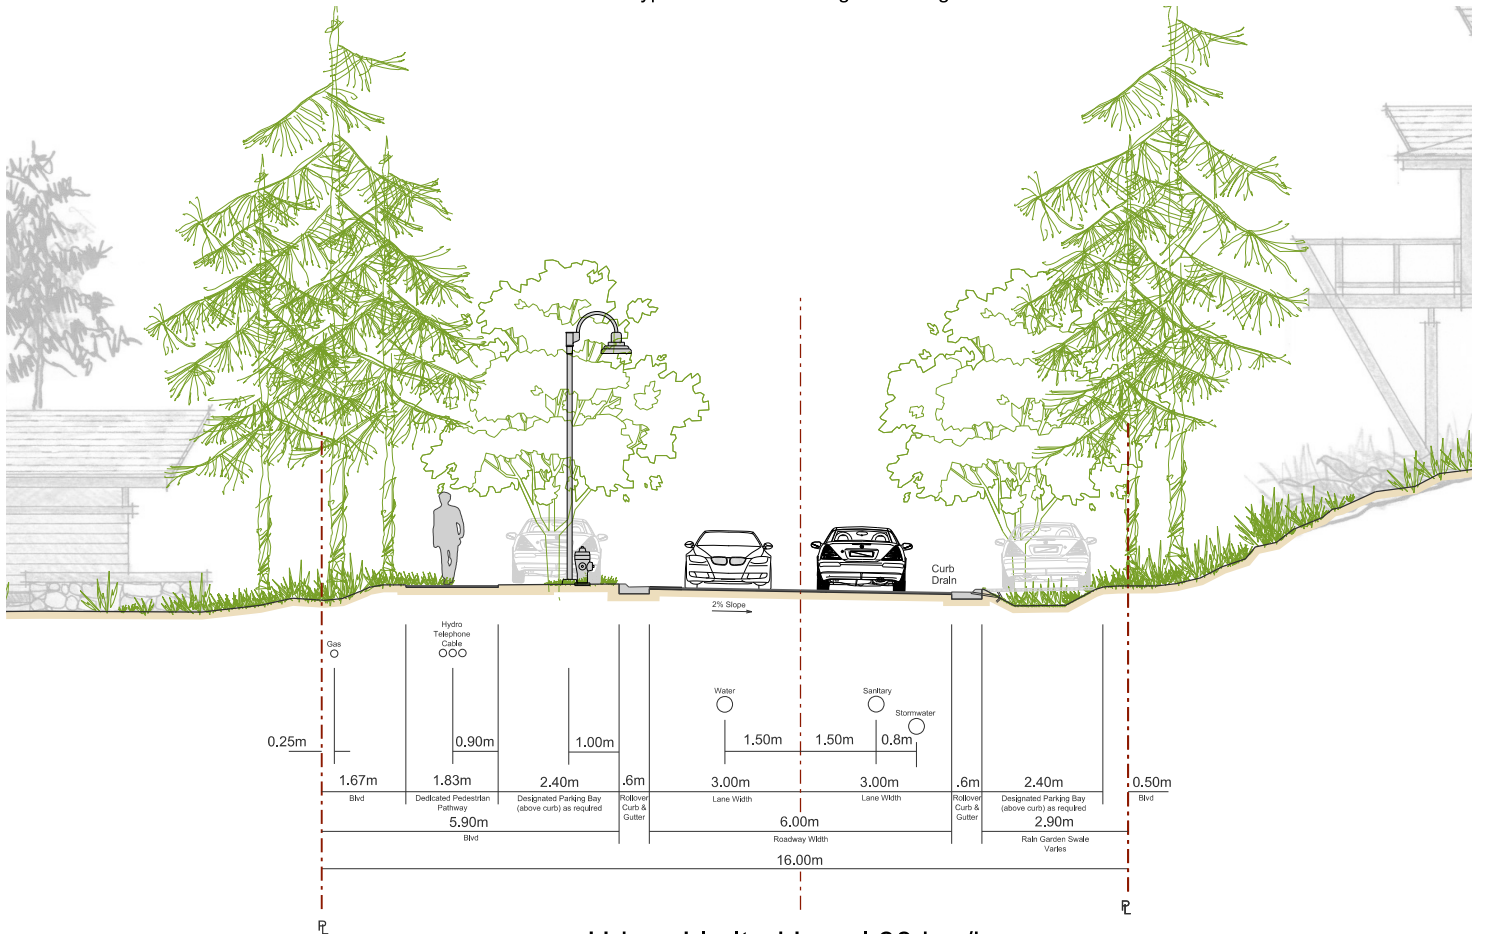 Curb
Drain
2% Slope
Gas
Hydro
Telephone
Cable
Water
Sanitary
Stormwater
0.25m
0.90m
1.00m
1.50m
1.50m
0.8m
1.67m
1.83m
2.40m
.6m
3.00m
3.00m
.6m
2.40m
0.50m
Blvd
Dedicated Pedestrian
Pathway
Designated Parking Bay
(above curb) as required
Rollover
Curb &
Gutter
Lane Width
Lane Width
Rollover
Curb &
Gutter
Designated Parking Bay
(above curb) as required
Blvd
5.90m
6.00m
2.90m
Blvd
Roadway Width
Rain Garden Swale
Varies
16.00m
PL
PL